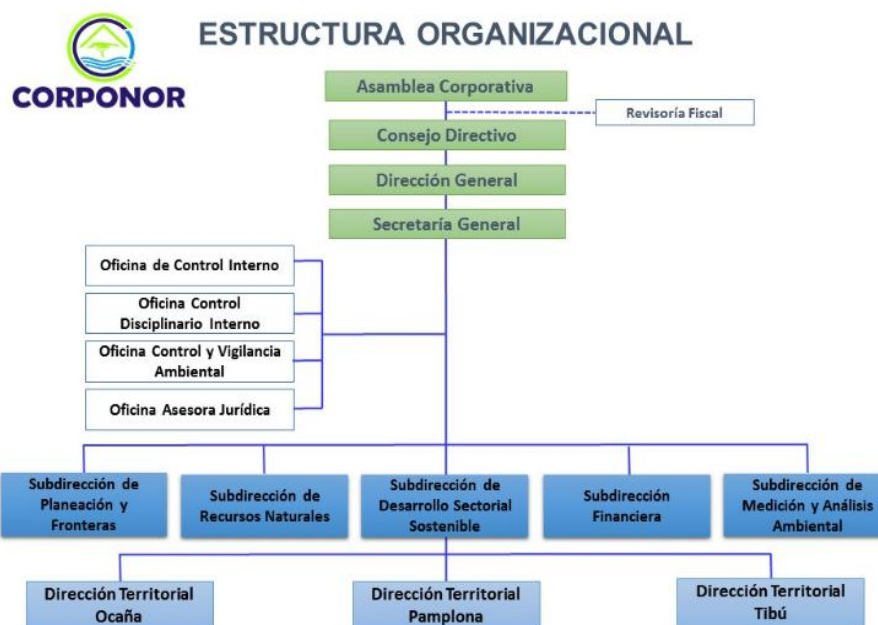 ESTRUCTURA ORGANIZACIONAL
CORPONOR
Asamblea Corporativa
Revisoría Fiscal
Consejo Directivo
Dirección General
Secretaría General
Oficina de Control Interno
Oficina Control
Disciplinario Interno
Oficina Control y Vigilancia
Ambiental
Oficina Asesora Jurídica
Subdirección de
Planeación y
Fronteras
Subdirección de
Recursos Naturales
Subdirección de
Desarrollo Sectorial
Sostenible
Subdirección
Financiera
Subdirección de
Medición y Análisis
Ambiental
Dirección Territorial
Ocaña
Dirección Territorial
Pamplona
Dirección Territorial
Tibú